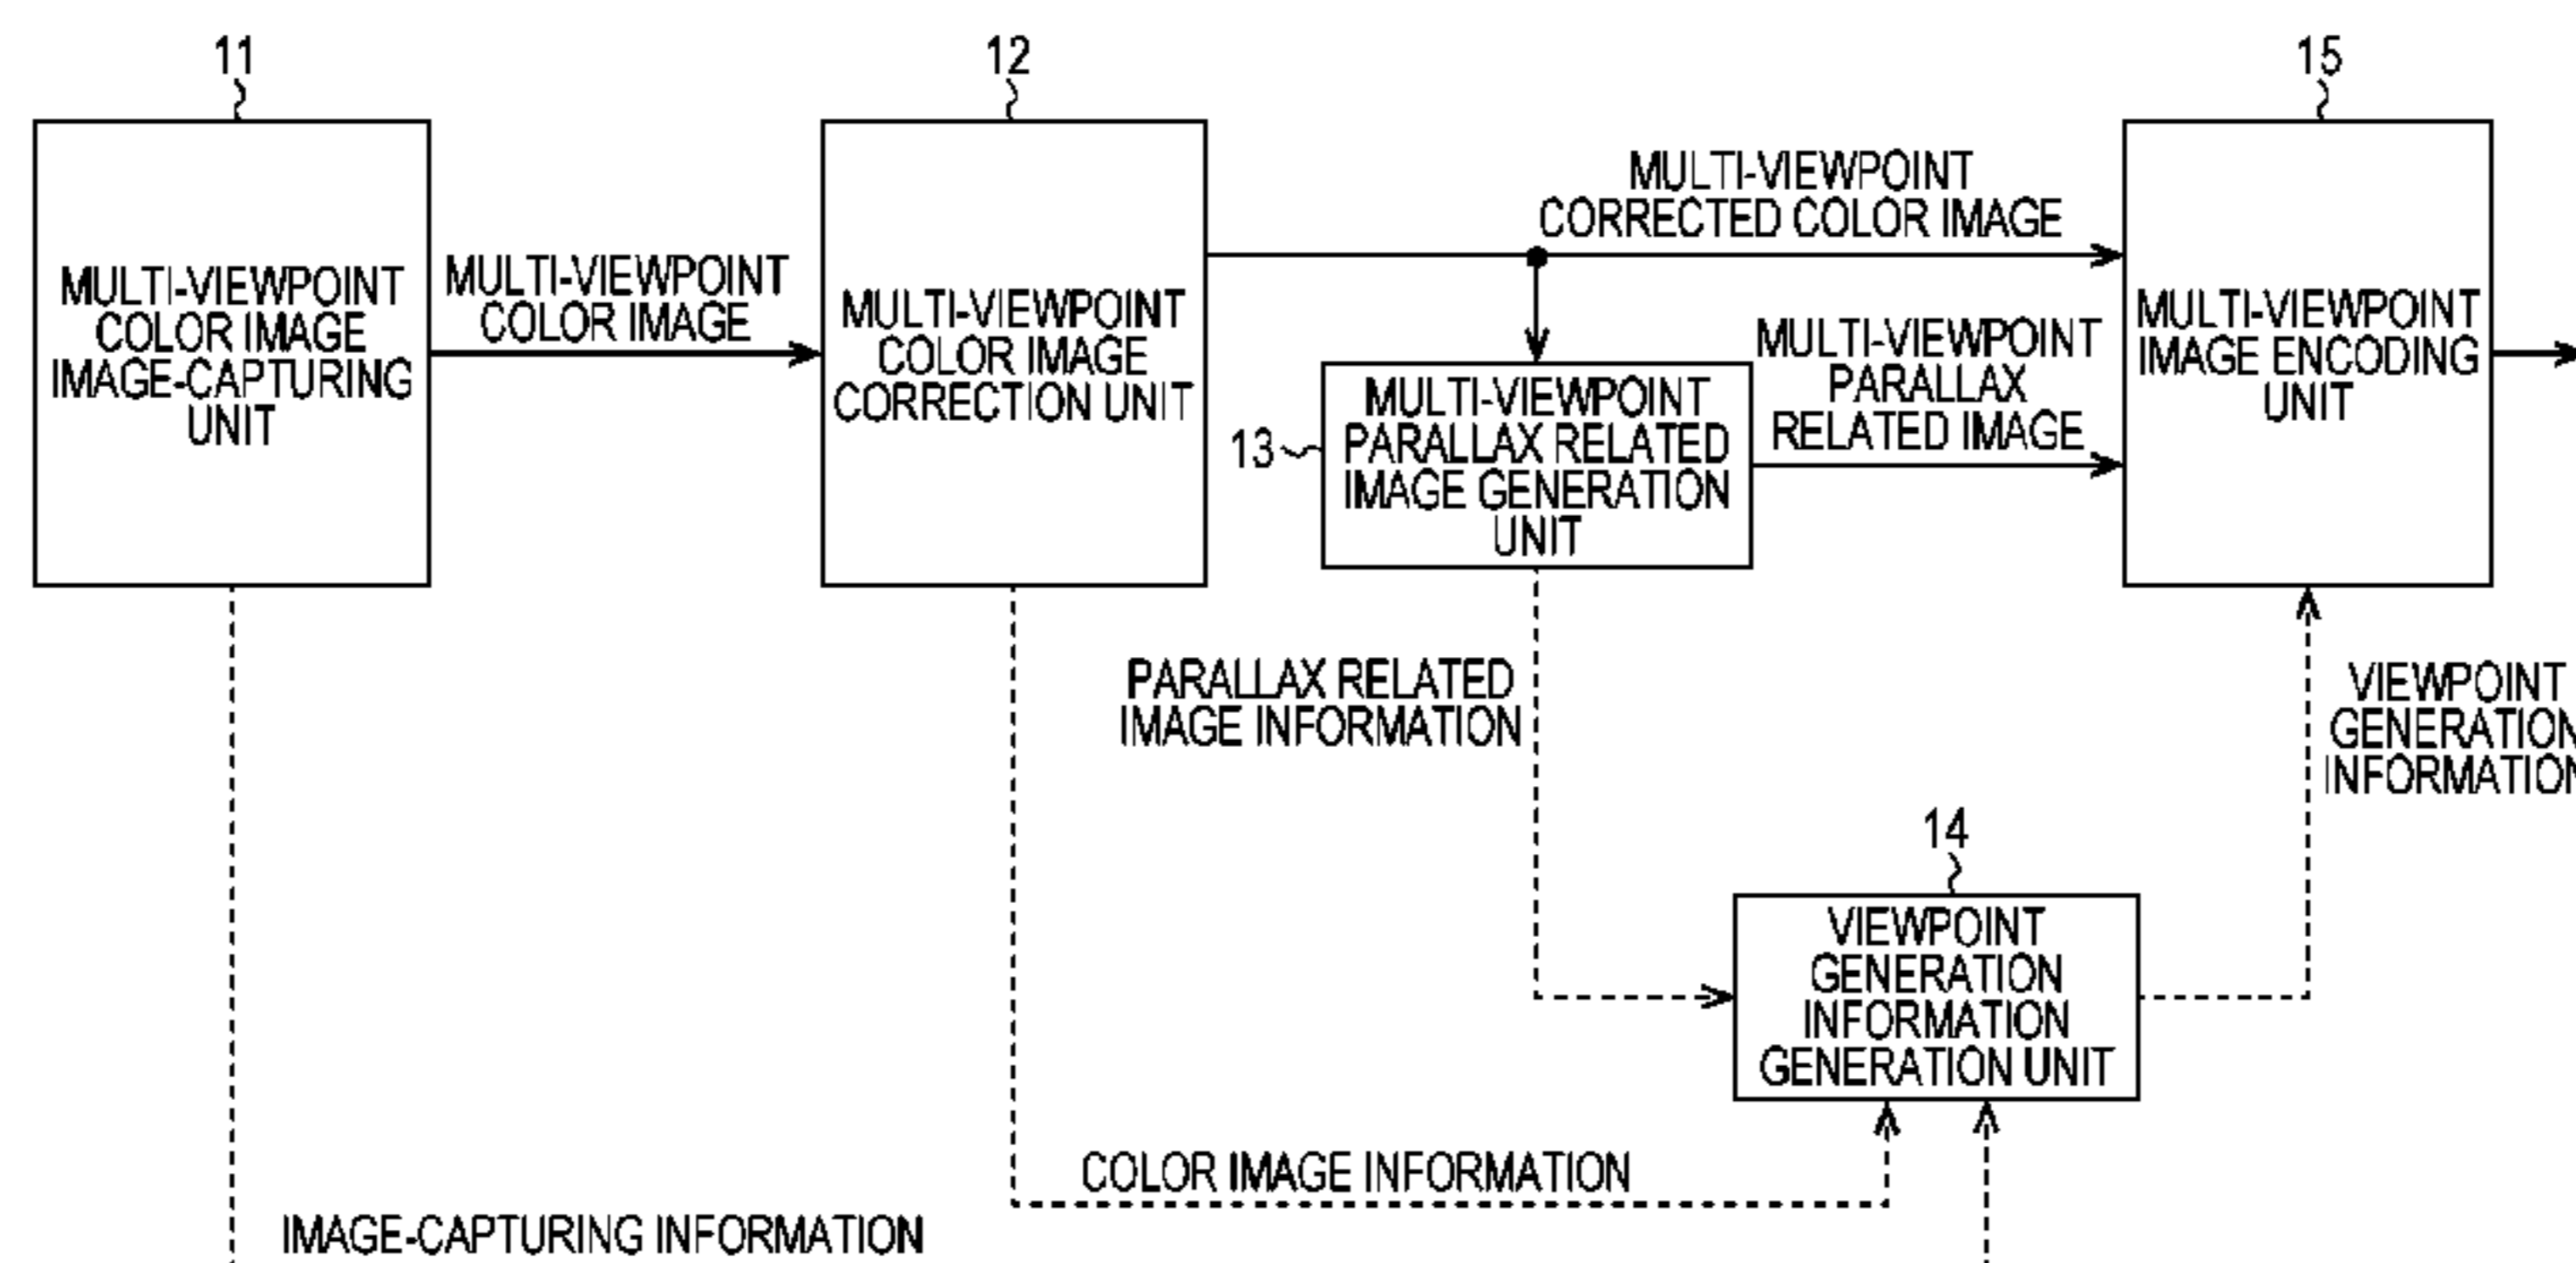 11
12
15
MULTI-VIEWPOINT
COLOR IMAGE
IMAGE-CAPTURING
UNIT
MULTI-VIEWPOINT
COLOR IMAGE
MULTI-VIEWPOINT
COLOR IMAGE
CORRECTION UNIT
MULTI-VIEWPOINT
CORRECTED COLOR IMAGE
13
MULTI-VIEWPOINT
PARALLAX RELATED
IMAGE GENERATION
UNIT
MULTI-VIEWPOINT
PARALLAX
RELATED IMAGE
MULTI-VIEWPOINT
IMAGE ENCODING
UNIT
PARALLAX RELATED
IMAGE INFORMATION
VIEWPOINT
GENERATION
INFORMATION
14
VIEWPOINT
GENERATION
INFORMATION
GENERATION UNIT
COLOR IMAGE INFORMATION
IMAGE-CAPTURING INFORMATION